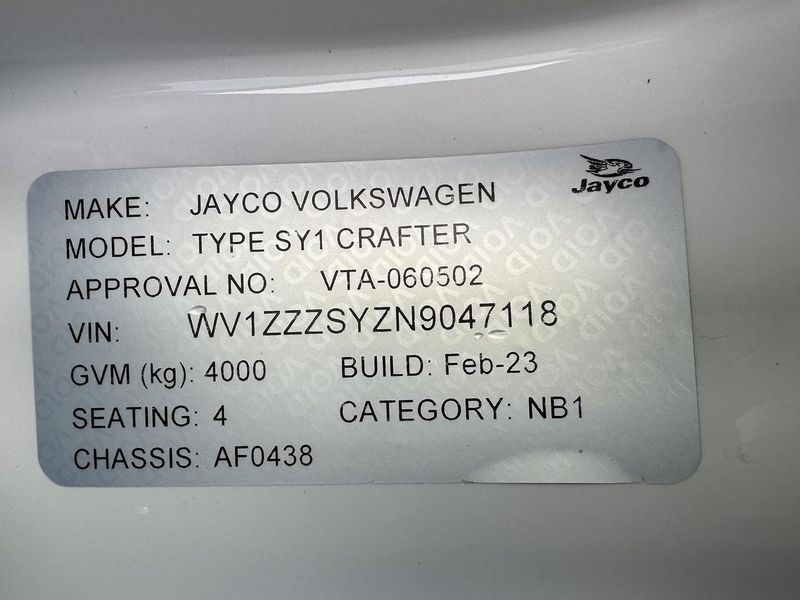 Jayco
MAKE: JAYCO VOLKSWAGEN
MODEL: TYPE SY1 CRAFTER
APPROVAL NO: VTA-060502
VIN: WV1ZZZSYZN9047118
GVM (kg): 4000 BUILD: Feb-23
SEATING: 4 CATEGORY: NB1
CHASSIS: AF0438